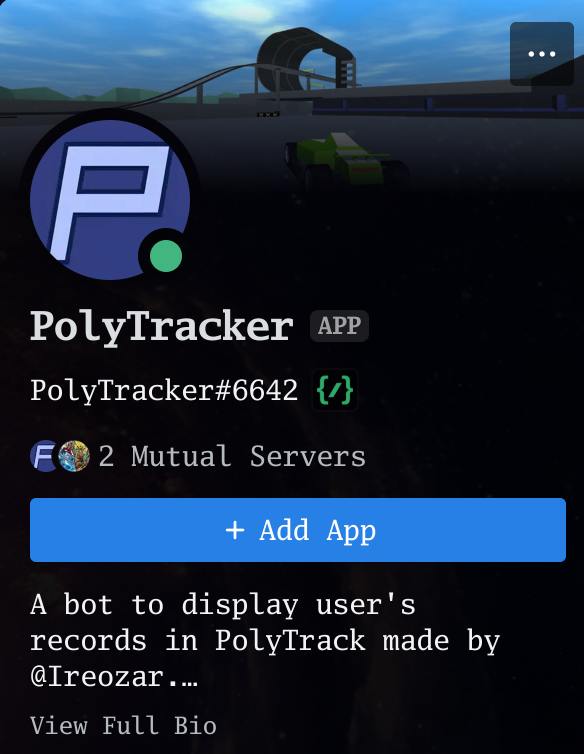 P
PolyTracker APP
PolyTracker#6642 {/}
F 2 Mutual Servers
+ Add App
A bot to display user's
records in PolyTrack made by
@Ireozar.…
View Full Bio